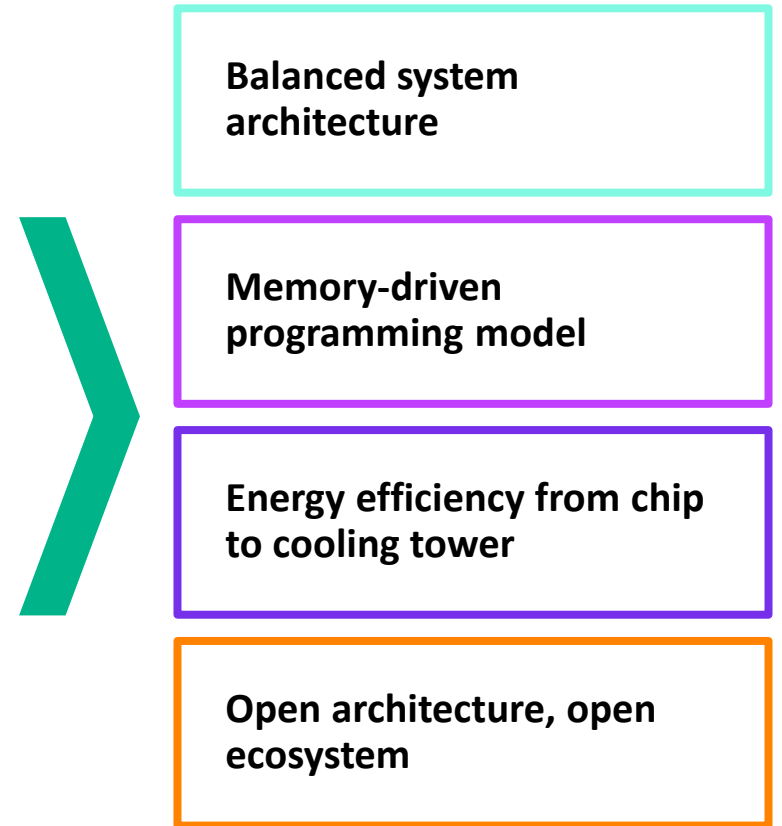 Balanced system
architecture
Memory-driven
programming model
Energy efficiency from chip
to cooling tower
Open architecture, open
ecosystem